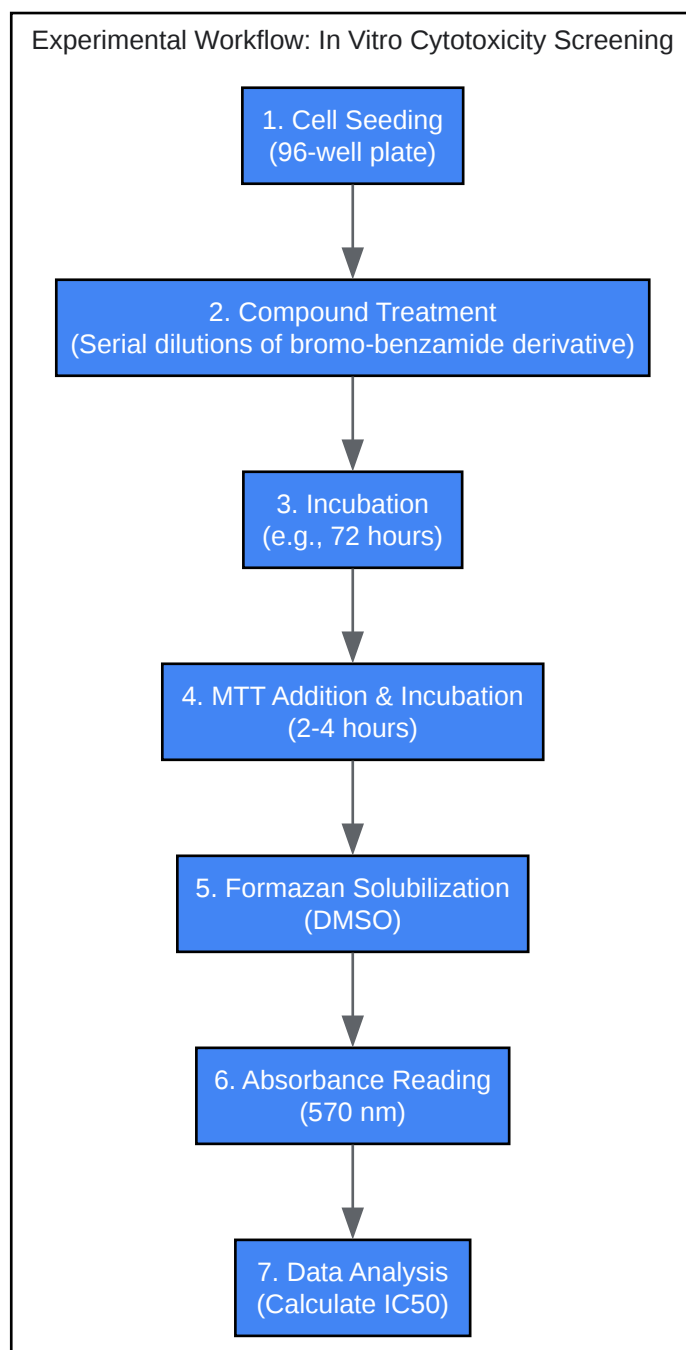 Experimental Workflow: In Vitro Cytotoxicity Screening
1. Cell Seeding
(96-well plate)
2. Compound Treatment
(Serial dilutions of bromo-benzamide derivative)
3. Incubation
(e.g., 72 hours)
4. MTT Addition & Incubation
(2-4 hours)
5. Formazan Solubilization
(DMSO)
6. Absorbance Reading
(570 nm)
7. Data Analysis
(Calculate IC50)